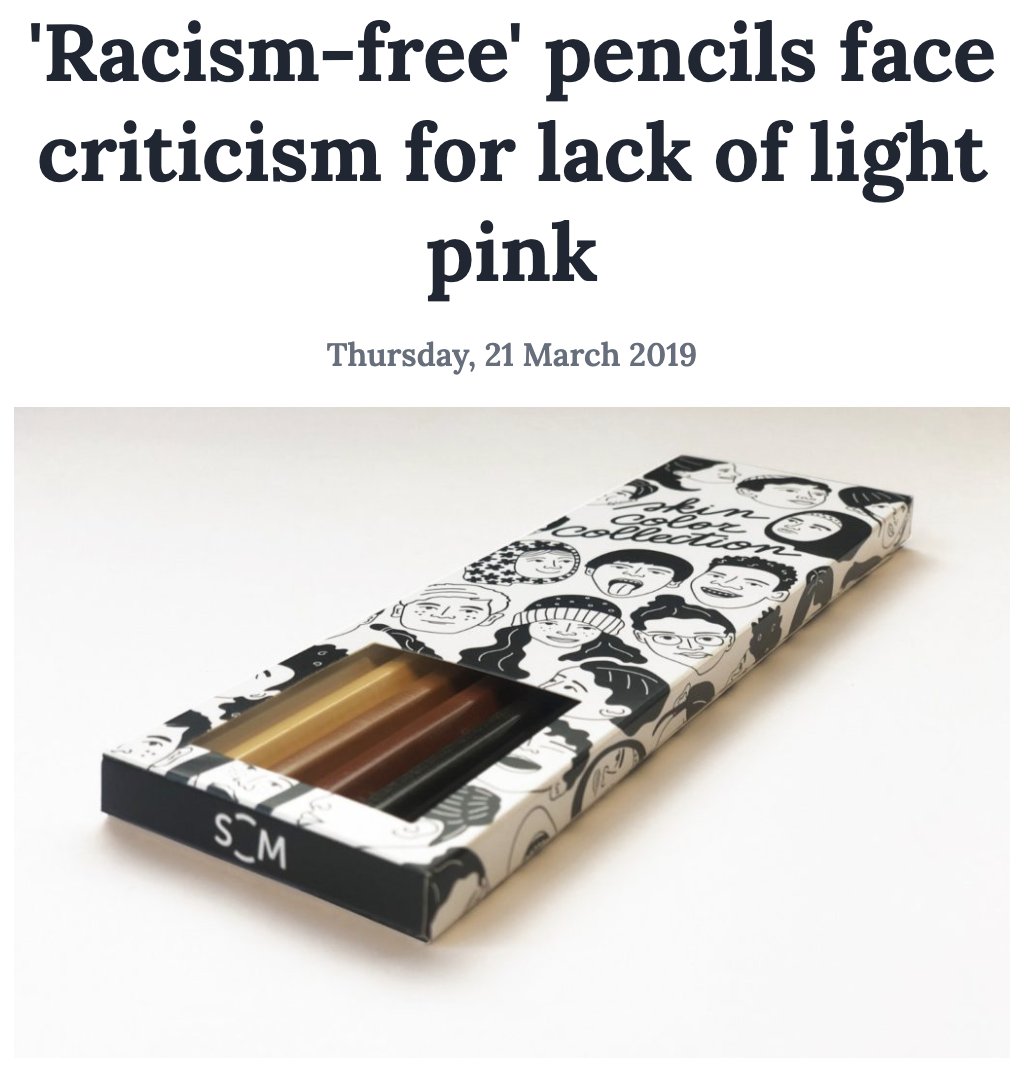 'Racism-free' pencils face
criticism for lack of light
pink
Thursday, 21 March 2019
skin
color
collection
SCM